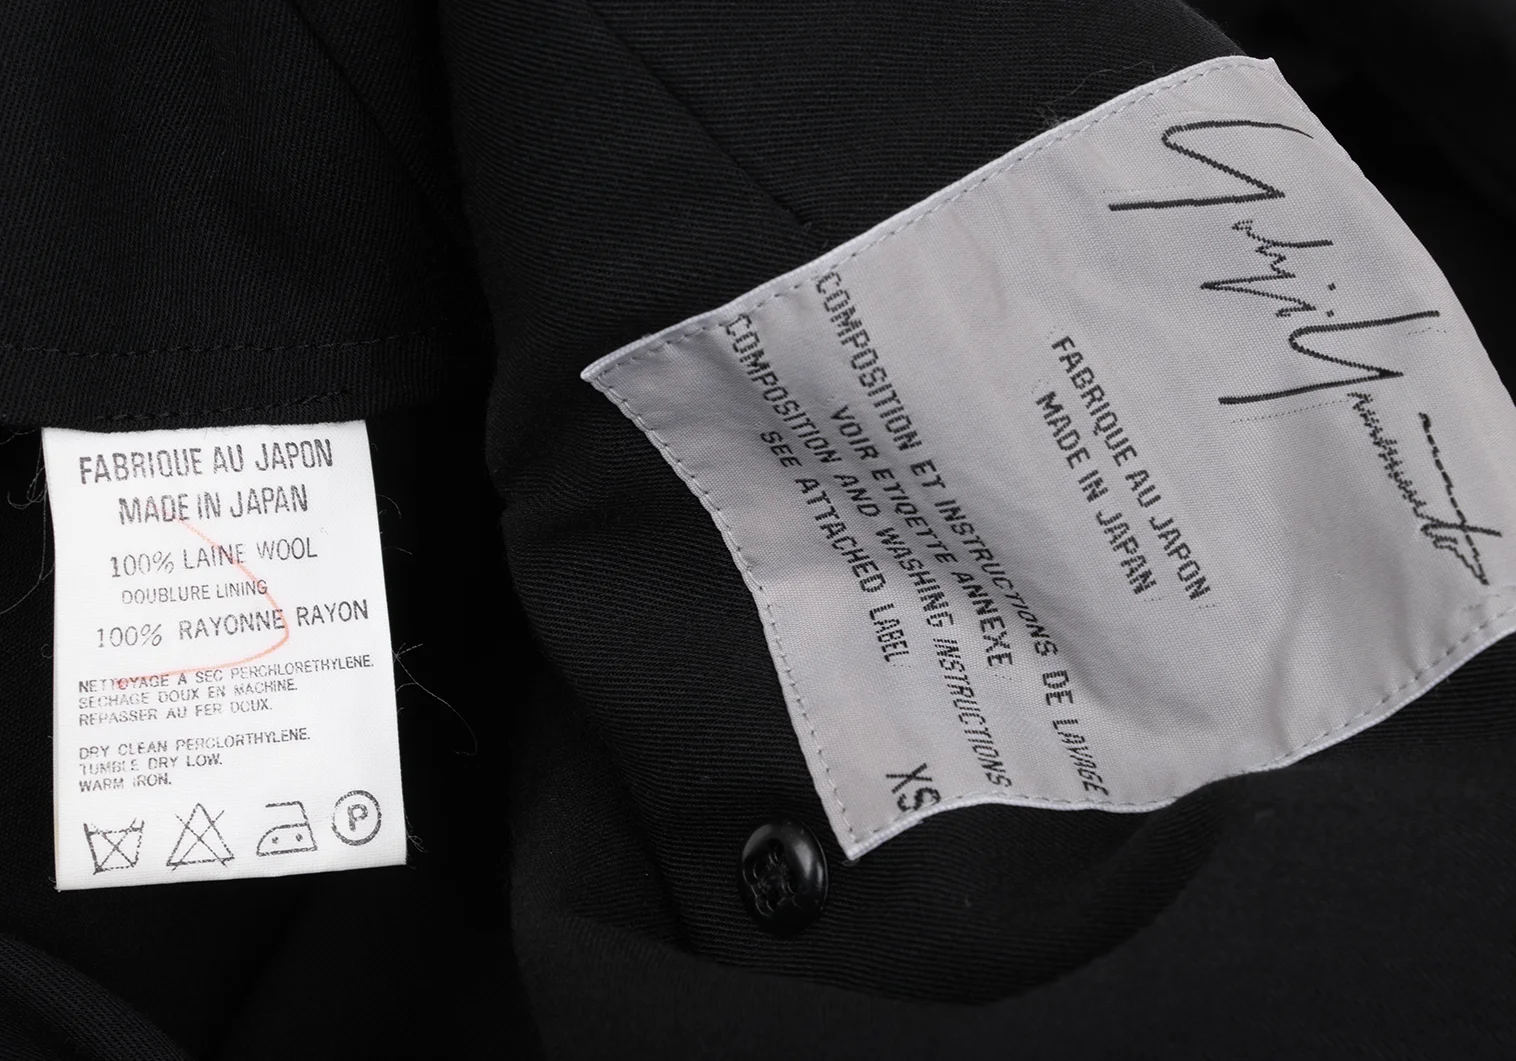 FABRIQUE AU JAPON
MADE IN JAPAN
100% LAINE WOOL
DOUBLURE LINING
100% RAYONNE RAYON
NETTOYAGE A SEC PERCHLORETHYLENE.
SECHAGE DOUX EN MACHINE.
REPASSER AU FER DOUX.
DRY CLEAN PERCLORTHYLENE.
TUMBLE DRY LOW.
WARM IRON.
P
Yohji Yamamoto
FABRIQUE AU JAPON
MADE IN JAPAN
COMPOSITION ET INSTRUCTIONS DE LAVAGE
VOIR ETIQETTE ANNEXE
COMPOSITION AND WASHING INSTRUCTIONS
SEE ATTACHED LABEL
XS